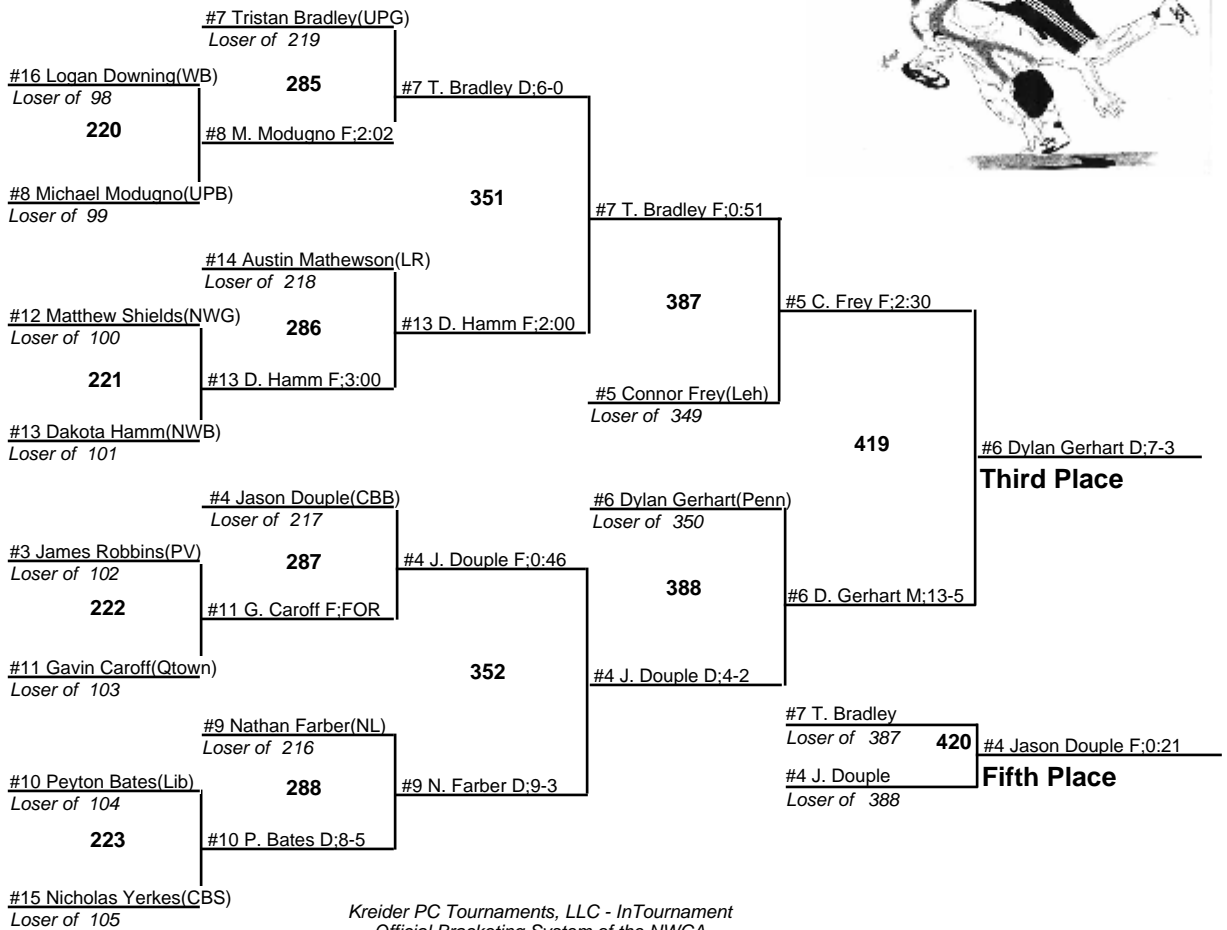 #7 Tristan Bradley(UPG)
Loser of 219
#16 Logan Downing(WB)
Loser of 98
285
#7 T. Bradley D;6-0
220
#8 M. Modugno F;2:02
#8 Michael Modugno(UPB)
Loser of 99
351
#7 T. Bradley F;0:51
#14 Austin Mathewson(LR)
Loser of 218
#12 Matthew Shields(NWG)
Loser of 100
286
#13 D. Hamm F;2:00
387
#5 C. Frey F;2:30
221
#13 D. Hamm F;3:00
#5 Connor Frey(Leh)
Loser of 349
#13 Dakota Hamm(NWB)
Loser of 101
419
#6 Dylan Gerhart D;7-3
Third Place
#4 Jason Douple(CBB)
Loser of 217
#6 Dylan Gerhart(Penn)
Loser of 350
#3 James Robbins(PV)
Loser of 102
287
#4 J. Douple F;0:46
388
222
#11 G. Caroff F;FOR
#6 D. Gerhart M;13-5
#11 Gavin Caroff(Qtown)
Loser of 103
352
#4 J. Douple D;4-2
#9 Nathan Farber(NL)
Loser of 216
#7 T. Bradley
Loser of 387
420
#4 Jason Douple F;0:21
Fifth Place
#10 Peyton Bates(Lib)
Loser of 104
288
#9 N. Farber D;9-3
#4 J. Douple
Loser of 388
223
#10 P. Bates D;8-5
#15 Nicholas Yerkes(CBS)
Loser of 105
Kreider PC Tournaments, LLC - InTournament
Official Bracketing System of the NWCA